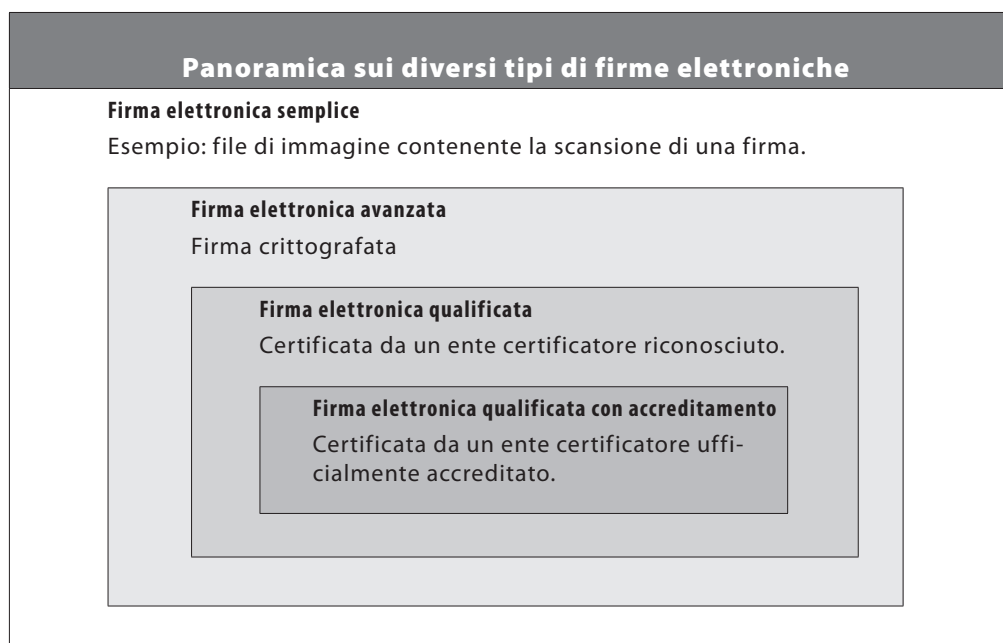 Panoramica sui diversi tipi di firme elettroniche
Firma elettronica semplice
Esempio: file di immagine contenente la scansione di una firma.
Firma elettronica avanzata
Firma crittografata
Firma elettronica qualificata
Certificata da un ente certificatore riconosciuto.
Firma elettronica qualificata con accreditamento
Certificata da un ente certificatore uffi-
cialmente accreditato.